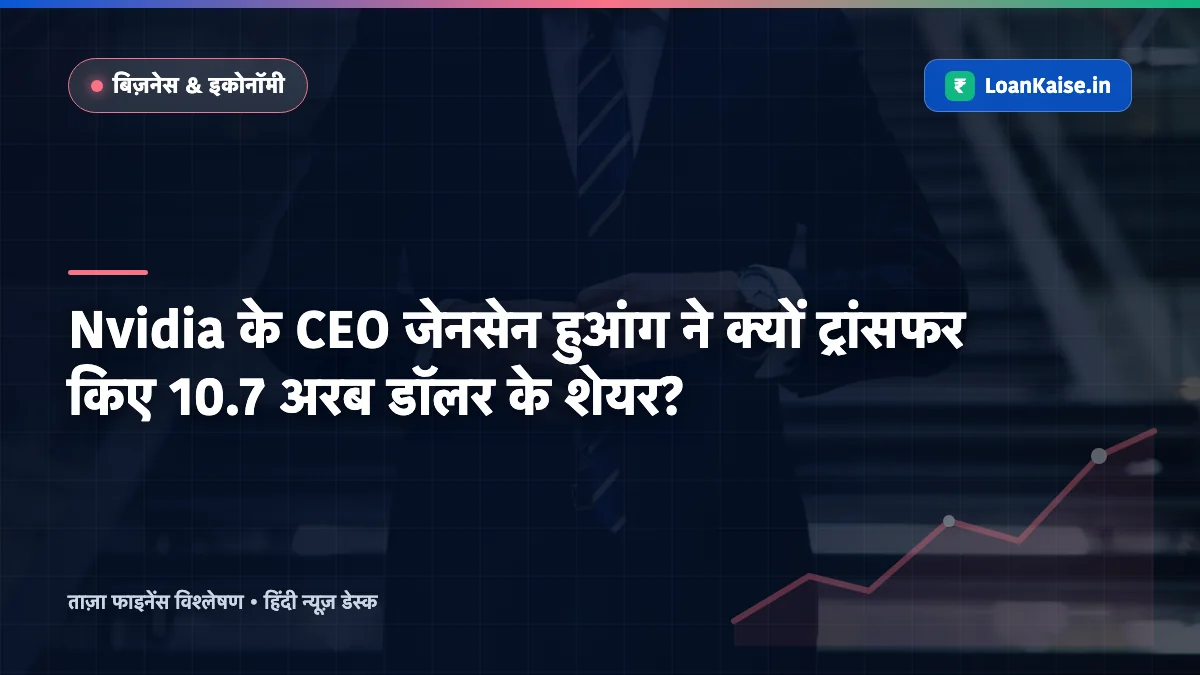 बिज़नेस & इकोनॉमी
₹ LoanKaise.in
Nvidia के CEO जेनसेन हुआंग ने क्यों ट्रांसफर
किए 10.7 अरब डॉलर के शेयर?
ताज़ा फाइनेंस विश्लेषण • हिंदी न्यूज़ डेस्क